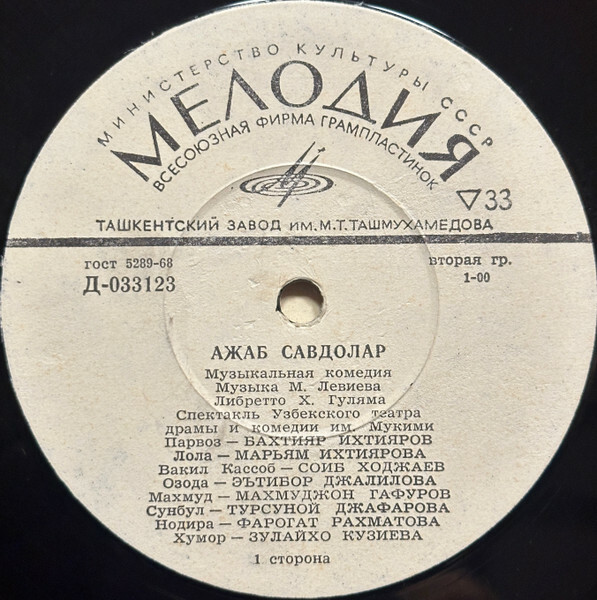 МИНИСТЕРСТВО КУЛЬТУРЫ СССР
МЕЛОДИЯ
ВСЕСОЮЗНАЯ ФИРМА ГРАМПЛАСТИНОК
33
ТАШКЕНТСКИЙ ЗАВОД ИМ. М.Т. ТАШМУХАМЕДОВА
гост 5289-68
вторая гр.
Д-033123
1-00
АЖАБ САВДОЛАР
Музыкальная комедия
Музыка М. Левиева
Либретто Х. Гуляма
Спектакль Узбекского театра
драмы и комедии им. Мукими
Парвоз — БАХТИЯР ИХТИЯРОВ
Лола — МАРЬЯМ ИХТИЯРОВА
Вакил Кассоб — СОИБ ХОДЖАЕВ
Озода — ЭЪТИБОР ДЖАЛИЛОВА
Махмуд — МАХМУДЖОН ГАФУРОВ
Сунбул — ТУРСУНОЙ ДЖАФАРОВА
Нодира — ФАРОГАТ РАХМАТОВА
Хумор — ЗУЛАЙХО КУЗИЕВА
1 сторона